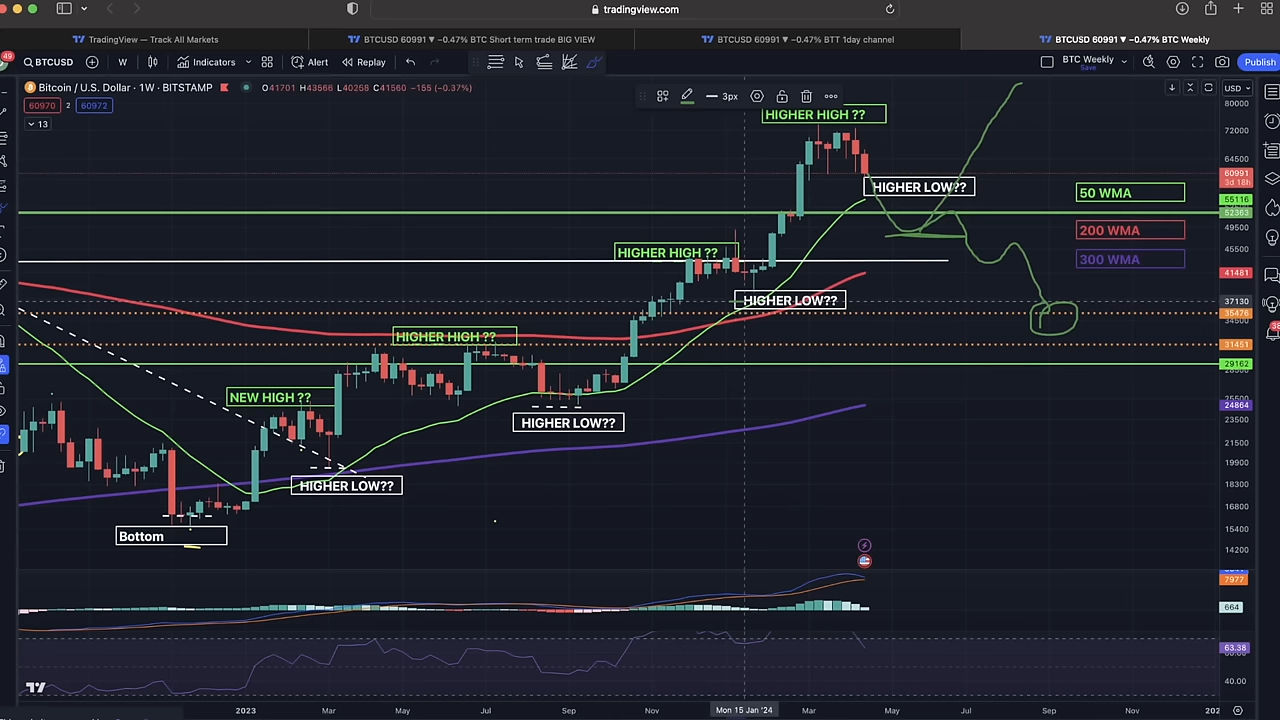 tradingview.com
TradingView — Track All Markets
BTCUSD 60991 ▼ −0.47% BTC Short term trade BIG VIEW
BTCUSD 60991 ▼ −0.47% BTT 1day channel
BTCUSD 60991 ▼ −0.47% BTC Weekly
49
BTCUSD
W
Indicators
Alert
Replay
BTC Weekly
Save
Publish
Bitcoin / U.S. Dollar · 1W · BITSTAMP
O41701 H43566 L40258 C41560 −155 (−0.37%)
60970 2 60972
13
3px
USD
80000
72000
64500
60991
3d 18h
55116
52363
49500
45500
41481
37130
35476
34500
31451
29162
25500
24864
23500
21500
19900
18300
16800
15400
14200
HIGHER HIGH ??
HIGHER LOW??
50 WMA
200 WMA
300 WMA
HIGHER HIGH ??
HIGHER LOW??
HIGHER HIGH ??
NEW HIGH ??
HIGHER LOW??
HIGHER LOW??
Bottom
7977
664
63.38
40.00
2023
Mar
May
Jul
Sep
Nov
Mon 15 Jan '24
Mar
May
Jul
Sep
Nov